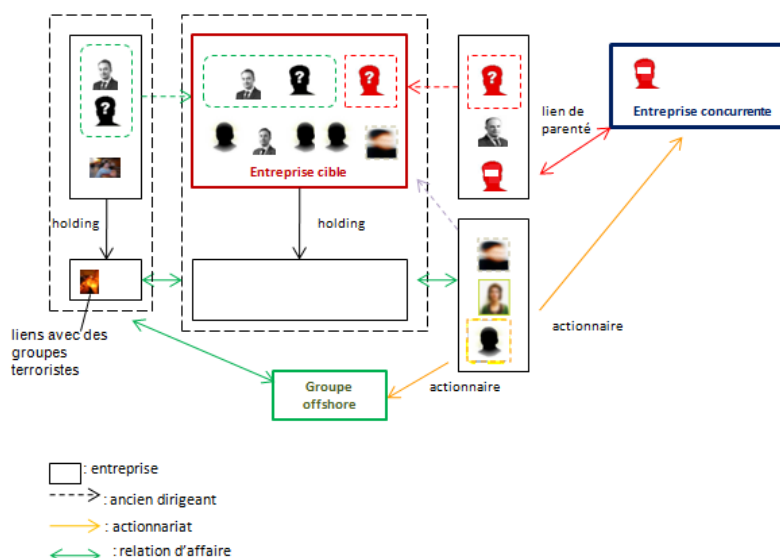 ?
?
?
?
lien de
parenté
Entreprise concurrente
Entreprise cible
holding
holding
liens avec des
groupes
terroristes
actionnaire
actionnaire
Groupe
offshore
: entreprise
: ancien dirigeant
: actionnariat
: relation d'affaire